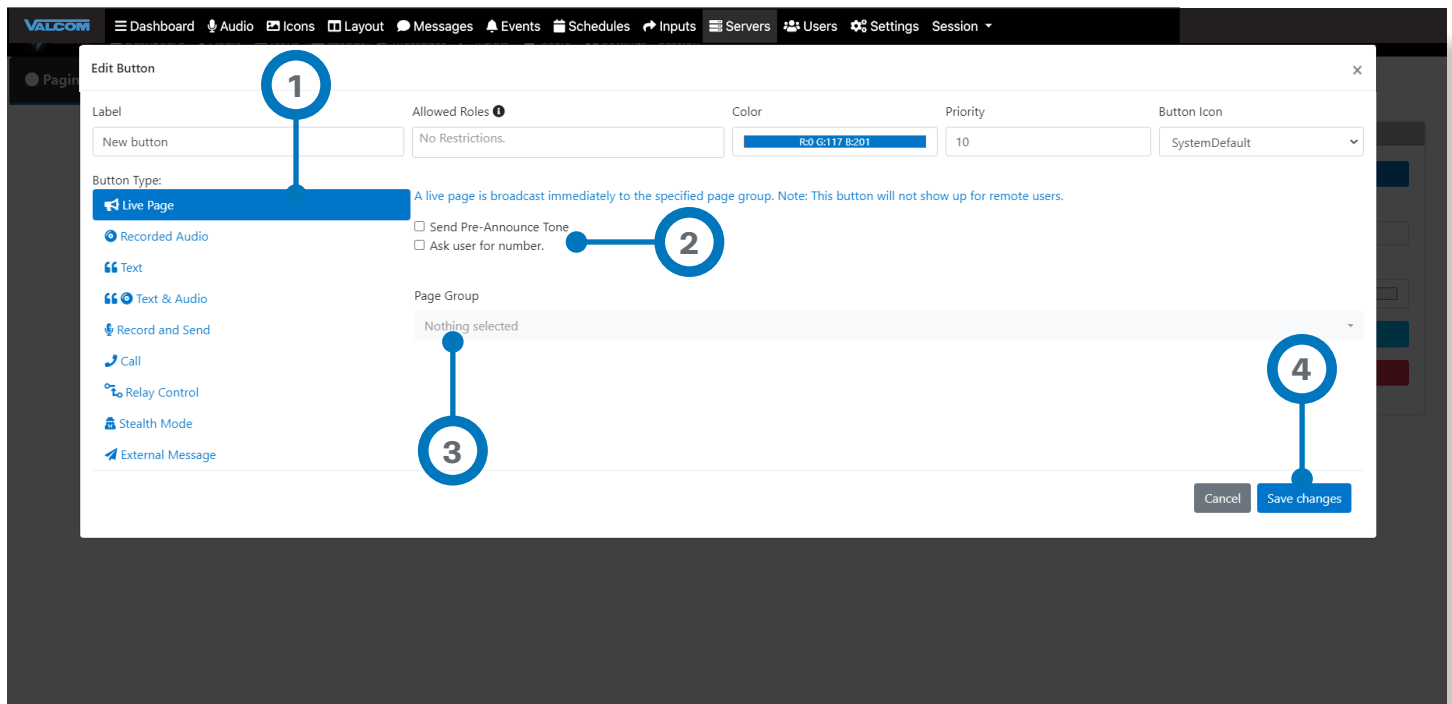 VALCOM Dashboard Audio Icons Layout Messages Events Schedules Inputs Servers Users Settings Session
Pagin
Edit Button ×
1
Label Allowed Roles Color Priority Button Icon
New button No Restrictions. R:0 G:117 B:201 10 SystemDefault
Button Type:
Live Page
A live page is broadcast immediately to the specified page group. Note: This button will not show up for remote users.
Send Pre-Announce Tone
Ask user for number.
2
Recorded Audio
Text
Text & Audio
Record and Send
Call
Relay Control
Stealth Mode
External Message
Page Group
Nothing selected
3
4
Cancel Save changes